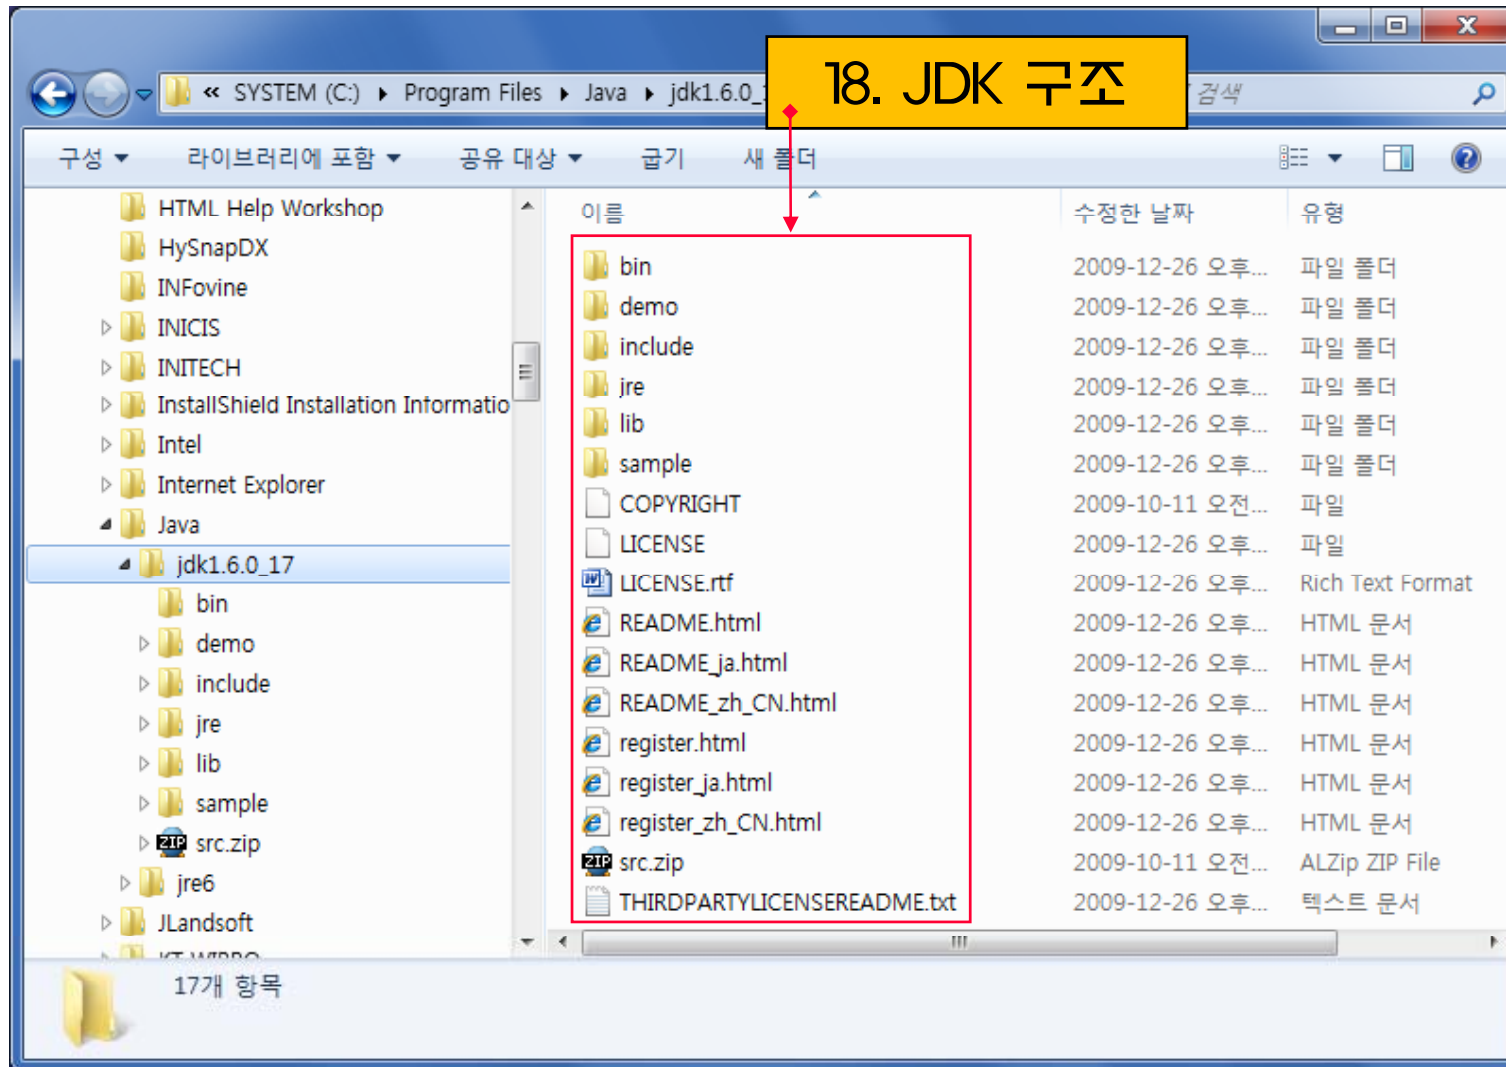 18. JDK 구조
« SYSTEM (C:) Program Files Java jdk1.6.0_ 검색
구성 라이브러리에 포함 공유 대상 굽기 새 폴더
HTML Help Workshop
HySnapDX
INFovine
INICIS
INITECH
InstallShield Installation Informatio
Intel
Internet Explorer
Java
jdk1.6.0_17
bin
demo
include
jre
lib
sample
ZIP src.zip
jre6
JLandsoft
이름 수정한 날짜 유형
bin 2009-12-26 오후... 파일 폴더
demo 2009-12-26 오후... 파일 폴더
include 2009-12-26 오후... 파일 폴더
jre 2009-12-26 오후... 파일 폴더
lib 2009-12-26 오후... 파일 폴더
sample 2009-12-26 오후... 파일 폴더
COPYRIGHT 2009-10-11 오전... 파일
LICENSE 2009-12-26 오후... 파일
LICENSE.rtf 2009-12-26 오후... Rich Text Format
README.html 2009-12-26 오후... HTML 문서
README_ja.html 2009-12-26 오후... HTML 문서
README_zh_CN.html 2009-12-26 오후... HTML 문서
register.html 2009-12-26 오후... HTML 문서
register_ja.html 2009-12-26 오후... HTML 문서
register_zh_CN.html 2009-12-26 오후... HTML 문서
ZIP src.zip 2009-10-11 오전... ALZip ZIP File
THIRDPARTYLICENSEREADME.txt 2009-12-26 오후... 텍스트 문서
17개 항목